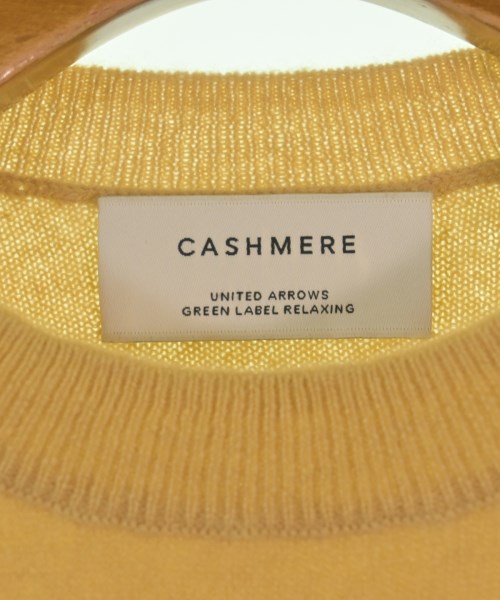 CASHMERE
UNITED ARROWS
GREEN LABEL RELAXING